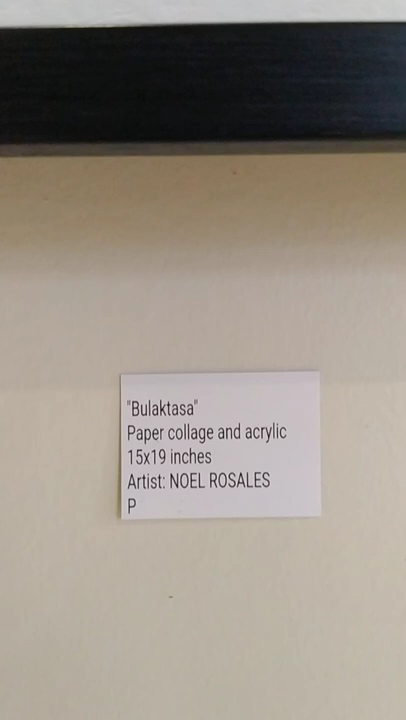 "Bulaktasa"
Paper collage and acrylic
15x19 inches
Artist: NOEL ROSALES
P